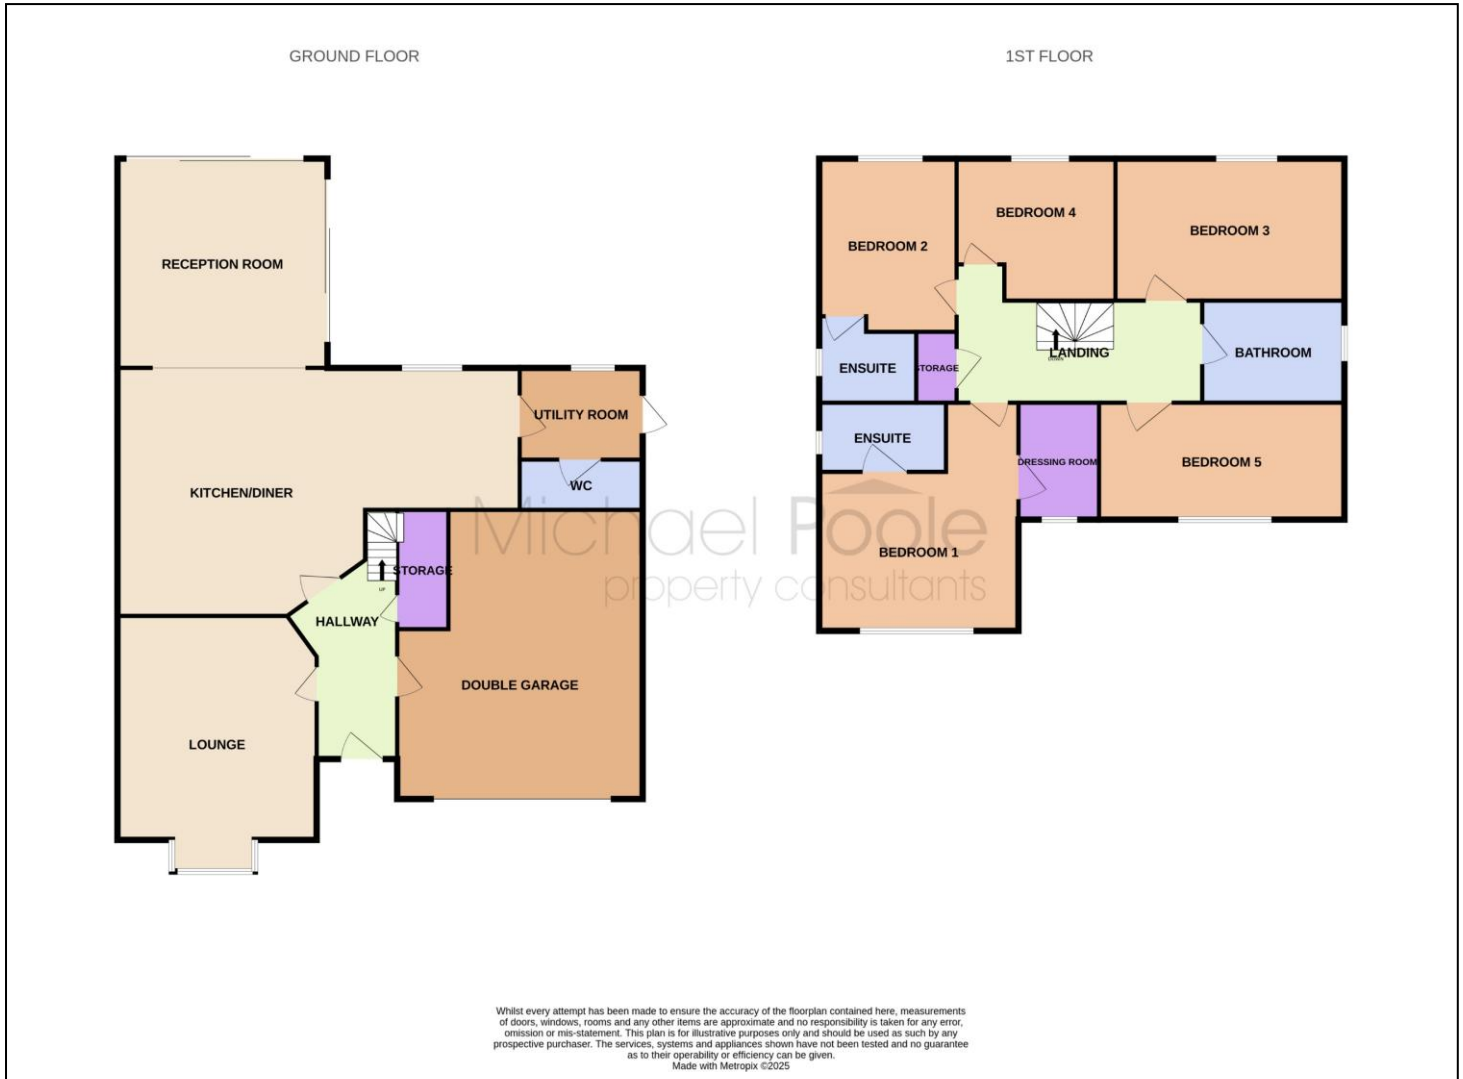 GROUND FLOOR
1ST FLOOR
RECEPTION ROOM
UTILITY ROOM
WC
KITCHEN/DINER
STORAGE
UP
HALLWAY
DOUBLE GARAGE
LOUNGE
BEDROOM 2
BEDROOM 4
BEDROOM 3
ENSUITE
STORAGE
LANDING
DOWN
BATHROOM
ENSUITE
DRESSING ROOM
BEDROOM 5
BEDROOM 1
Michael Poole
property consultants
Whilst every attempt has been made to ensure the accuracy of the floorplan contained here, measurements
of doors, windows, rooms and any other items are approximate and no responsibility is taken for any error,
omission or mis-statement. This plan is for illustrative purposes only and should be used as such by any
prospective purchaser. The services, systems and appliances shown have not been tested and no guarantee
as to their operability or efficiency can be given.
Made with Metropix ©2025